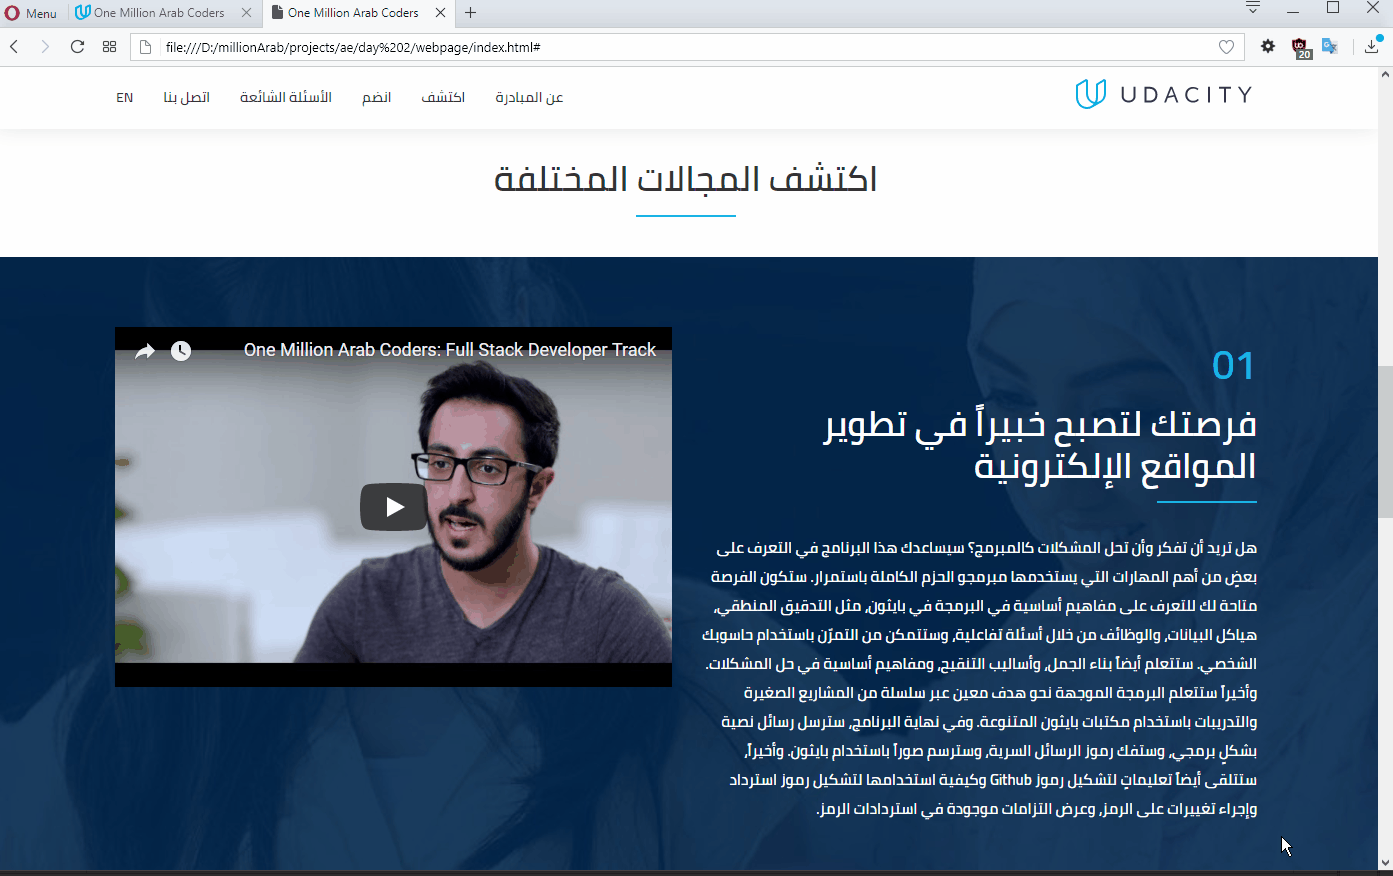 Menu
One Million Arab Coders
One Million Arab Coders
file:///D:/millionArab/projects/ae/day%202/webpage/index.html#
20
UDACITY
عن المبادرة
اكتشف
انضم
الأسئلة الشائعة
اتصل بنا
EN
اكتشف المجالات المختلفة
01
فرصتك لتصبح خبيراً في تطوير
المواقع الإلكترونية
هل تريد أن تفكر وأن تحل المشكلات كالمبرمج؟ سيساعدك هذا البرنامج في التعرف على
بعضٍ من أهم المهارات التي يستخدمها مبرمجو الحزم الكاملة باستمرار. ستكون الفرصة
متاحة لك للتعرف على مفاهيم أساسية في البرمجة في بايثون، مثل التدقيق المنطقي،
هياكل البيانات، والوظائف من خلال أسئلة تفاعلية، وستتمكن من التمرّن باستخدام حاسوبك
الشخصي. ستتعلم أيضاً بناء الجمل، وأساليب التنقيح، ومفاهيم أساسية في حل المشكلات.
وأخيراً ستتعلم البرمجة الموجهة نحو هدف معين عبر سلسلة من المشاريع الصغيرة
والتدريبات باستخدام مكتبات بايثون المتنوعة. وفي نهاية البرنامج، سترسل رسائل نصية
بشكلٍ برمجي، وستفك رموز الرسائل السرية، وسترسم صوراً باستخدام بايثون. وأخيراً،
ستتلقى أيضاً تعليماتٍ لتشكيل رموز Github وكيفية استخدامها لتشكيل رموز استرداد
وإجراء تغييرات على الرمز، وعرض التزامات موجودة في استردادات الرمز.
One Million Arab Coders: Full Stack Developer Track